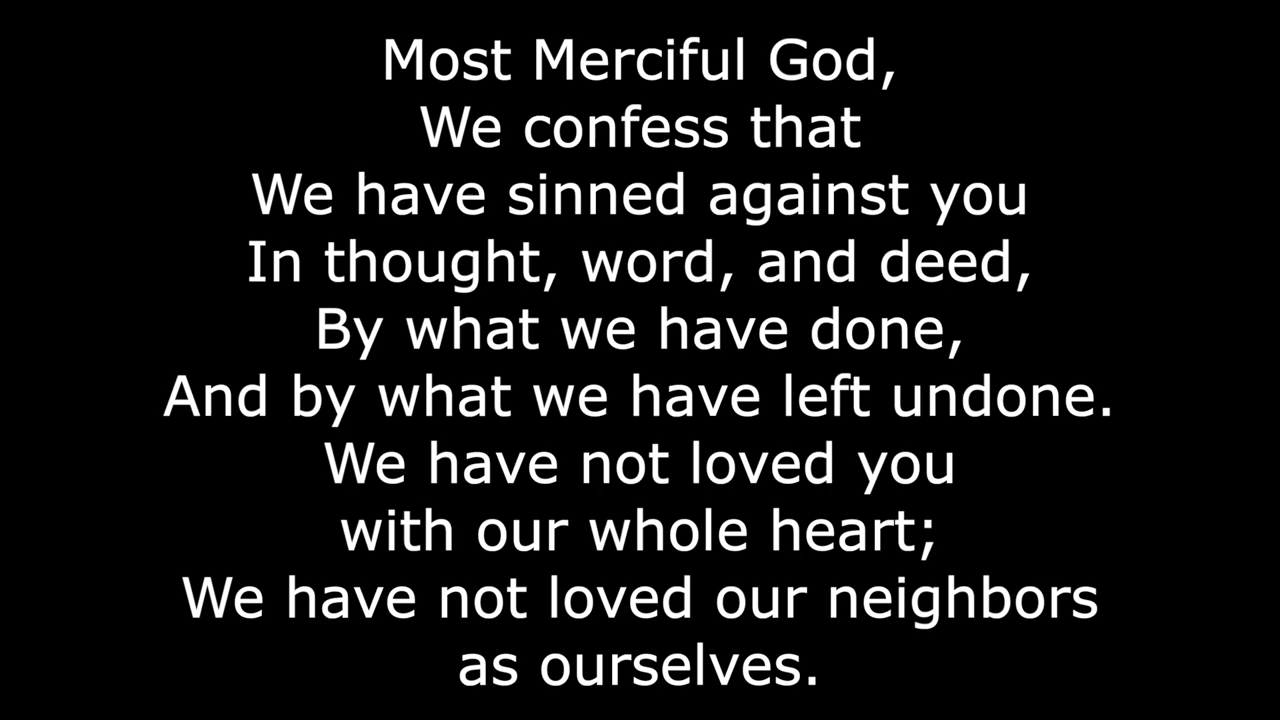 Most Merciful God,
We confess that
We have sinned against you
In thought, word, and deed,
By what we have done,
And by what we have left undone.
We have not loved you
with our whole heart;
We have not loved our neighbors
as ourselves.